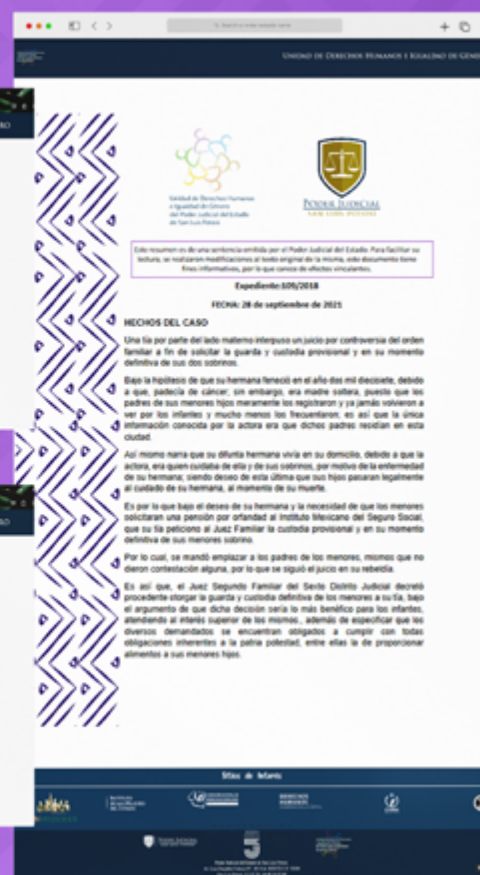 UNIDAD DE DERECHOS HUMANOS E IGUALDAD DE GÉNE
RO
Unidad de Derechos Humanos
e Igualdad de Género
del Poder Judicial del Estado
de San Luis Potosí
PODER JUDICIAL
SAN LUIS POTOSÍ
Este resumen es de una sentencia emitida por el Poder Judicial del Estado. Para facilitar su
lectura, se realizaron modificaciones al texto original de la misma, este documento tiene
fines informativos, por lo que carece de efectos vinculantes.
Expediente:
/2018
FECHA: 28 de septiembre de 2021
HECHOS DEL CASO
Una tía por parte del lado materno interpuso un juicio por controversia del orden
familiar a fin de solicitar la guarda y custodia provisional y en su momento
definitiva de sus dos sobrinos.
Bajo la hipótesis de que su hermana feneció en el año dos mil diecisiete, debido
a que, padecía de cáncer; sin embargo, era madre soltera, puesto que los
padres de sus menores hijos meramente los registraron y ya jamás volvieron a
ver por los infantes y mucho menos los frecuentaron; es así que la única
información conocida por la actora era que dichos padres residían en esta
ciudad.
Así mismo narra que su difunta hermana vivía en su domicilio, debido a que la
actora, era quien cuidaba de ella y de sus sobrinos, por motivo de la enfermedad
de su hermana; siendo deseo de esta última que sus hijos pasaran legalmente
al cuidado de su hermana, al momento de su muerte.
Es por lo que bajo el deseo de su hermana y la necesidad de que los menores
solicitaran una pensión por orfandad al Instituto Mexicano del Seguro Social,
que su tía peticiono al Juez Familiar la custodia provisional y en su momento
definitiva de sus menores sobrino.
Por lo cual, se mandó emplazar a los padres de los menores, mismos que no
dieron contestación alguna, por lo que se siguió el juicio en su rebeldía.
Es así que, el Juez Segundo Familiar del Sexto Distrito Judicial decretó
procedente otorgar la guarda y custodia definitiva de los menores a su tía, bajo
el argumento de que dicha decisión sería lo más benéfico para los infantes,
atendiendo al interés superior de los mismos., además de especificar que los
diversos demandados se encuentran obligados a cumplir con todas
obligaciones inherentes a la patria potestad, entre ellas la de proporcionar
alimentos a sus menores hijos.
Sitios de Interés